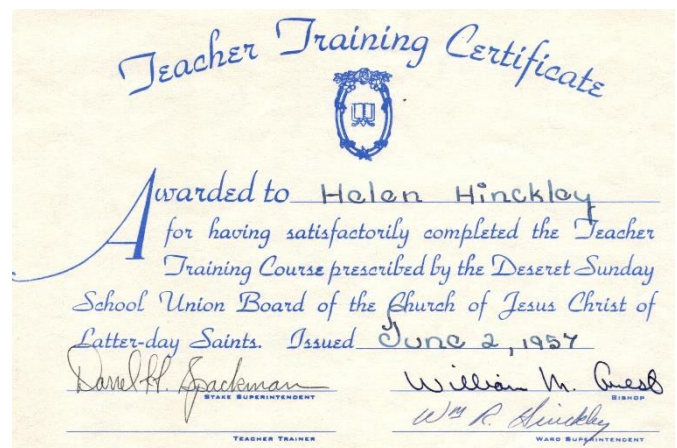 Teacher Training Certificate
Awarded to Helen Hinckley
for having satisfactorily completed the Teacher
Training Course prescribed by the Deseret Sunday
School Union Board of the Church of Jesus Christ of
Latter-day Saints. Issued June 2, 1957
Darrel H. Spackman William M. Guest
STAKE SUPERINTENDENT BISHOP
Wm R. Hinckley
TEACHER TRAINER WARD SUPERINTENDENT